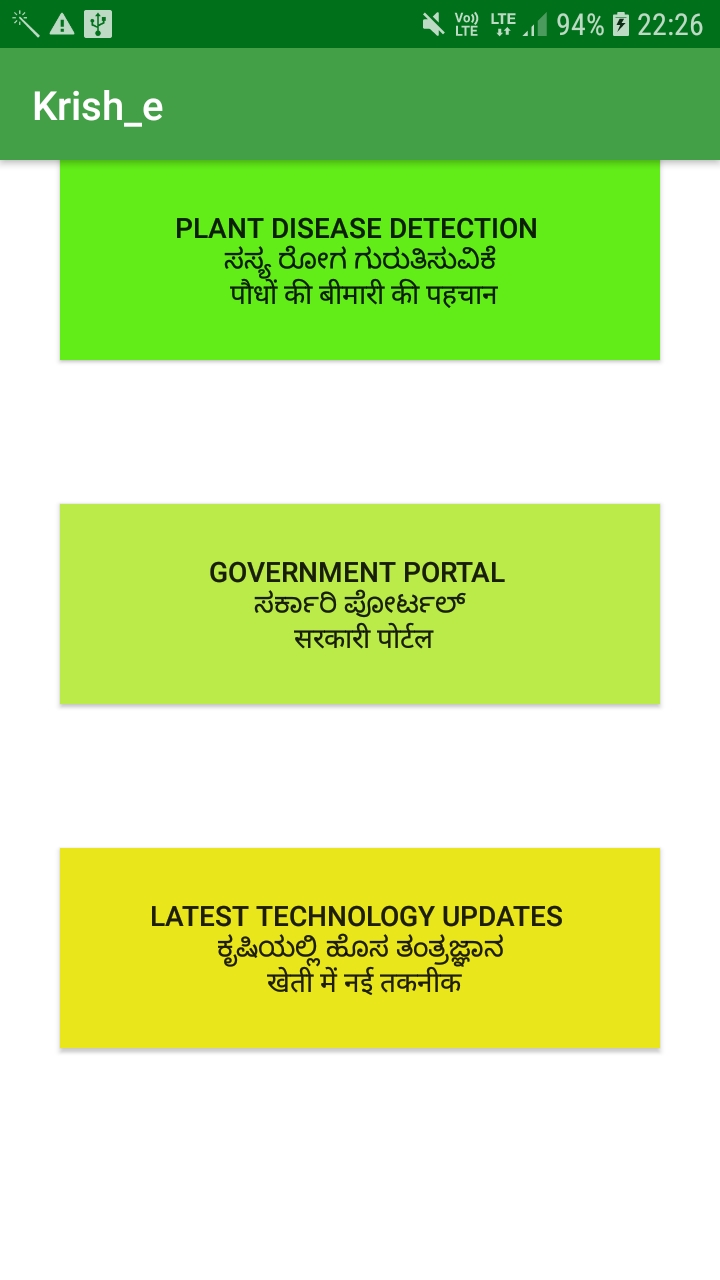 Vo)) LTE LTE 94% 22:26
Krish_e
PLANT DISEASE DETECTION
ಸಸ್ಯ ರೋಗ ಗುರುತಿಸುವಿಕೆ
पौधों की बीमारी की पहचान
GOVERNMENT PORTAL
ಸರ್ಕಾರಿ ಪೋರ್ಟಲ್
सरकारी पोर्टल
LATEST TECHNOLOGY UPDATES
ಕೃಷಿಯಲ್ಲಿ ಹೊಸ ತಂತ್ರಜ್ಞಾನ
खेती में नई तकनीक